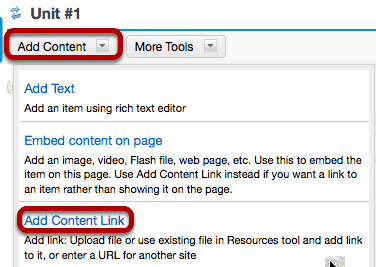 Unit #1
Add Content
More Tools
Add Text
Add an item using rich text editor
Embed content on page
Add an image, video, Flash file, web page, etc. Use this to embed the
item on this page. Use Add Content Link instead if you want a link to
an item rather than showing it on the page.
Add Content Link
Add link: Upload file or use existing file in Resources tool and add link
to it, or enter a URL for another site